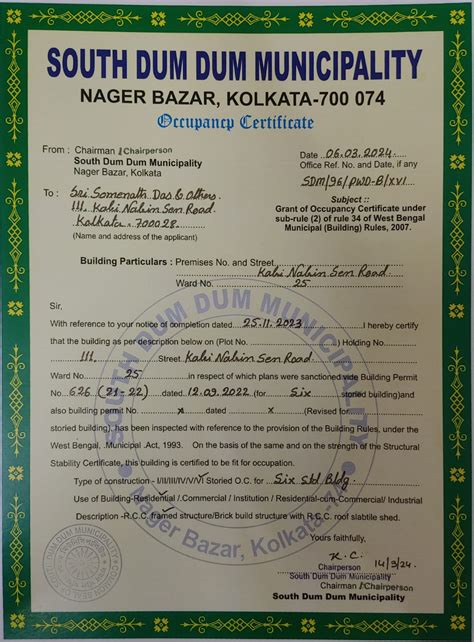 SOUTH DUM DUM MUNICIPALITY
NAGER BAZAR, KOLKATA-700 074
Occupancy Certificate
From : Chairman / Chairperson
South Dum Dum Municipality
Nager Bazar, Kolkata
Date 06.03.2024
Office Ref. No. and Date, if any
SDM/96/PWD-B/XVI
To : Sri Somenath Das & Others
111, Kali Nabin Sen Road.
Kolkata. 700028.
(Name and address of the applicant)
Subject ::
Grant of Occupancy Certificate under
sub-rule (2) of rule 34 of West Bengal
Municipal (Building) Rules, 2007.
Building Particulars : Premises No. and Street
Kali Nabin Sen Road
Ward No. 25
Sir,
With reference to your notice of completion dated 25.11.2023 I hereby certify
that the building as per description below on (Plot No. ) Holding No.
111. Street. Kali Nabin Sen Road.
Ward No. 25 in respect of which plans were sanctioned vide Building Permit
No. 626 (21-22) dated 12.09.2022 (for Six storied building)and
also building permit No. x dated x (Revised for
storied building), has been inspected with reference to the provision of the Building Rules, under the
West Bengal, Municipal .Act, 1993. On the basis of the same and on the strength of the Structural
Stability Certificate, this building is certified to be fit for occupation.
Type of construction - I/II/III/IV/V/VI Storied O.C. for - Six std Bldg.
Use of Building-Residential / Commercial / Institution / Residential-cum-Commercial/ Industrial
Description -R.C.C. framed structure/Brick build structure with R.C.C. roof slabtile shed.
Yours faithfully,
14/3/24.
Chairperson
South Dum Dum Municipality
Chairman / Chairperson
South Dum Dum Municipality
SOUTH DUM DUM MUNICIPALITY
Nager Bazar, Kolkata-74